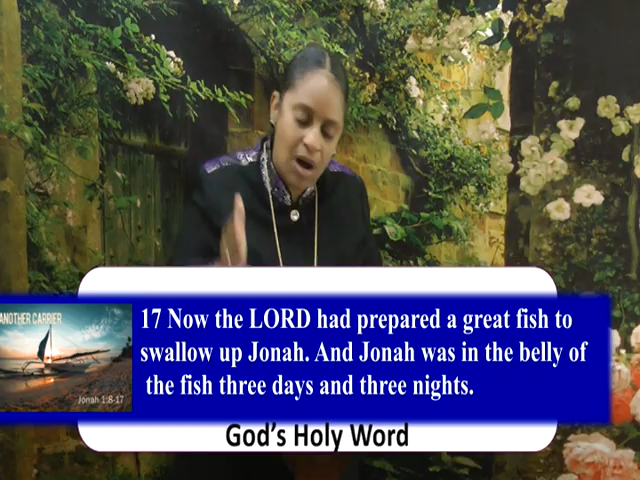 ANOTHER CARRIER
Jonah 1:8-17
17 Now the LORD had prepared a great fish to
swallow up Jonah. And Jonah was in the belly of
the fish three days and three nights.
God's Holy Word